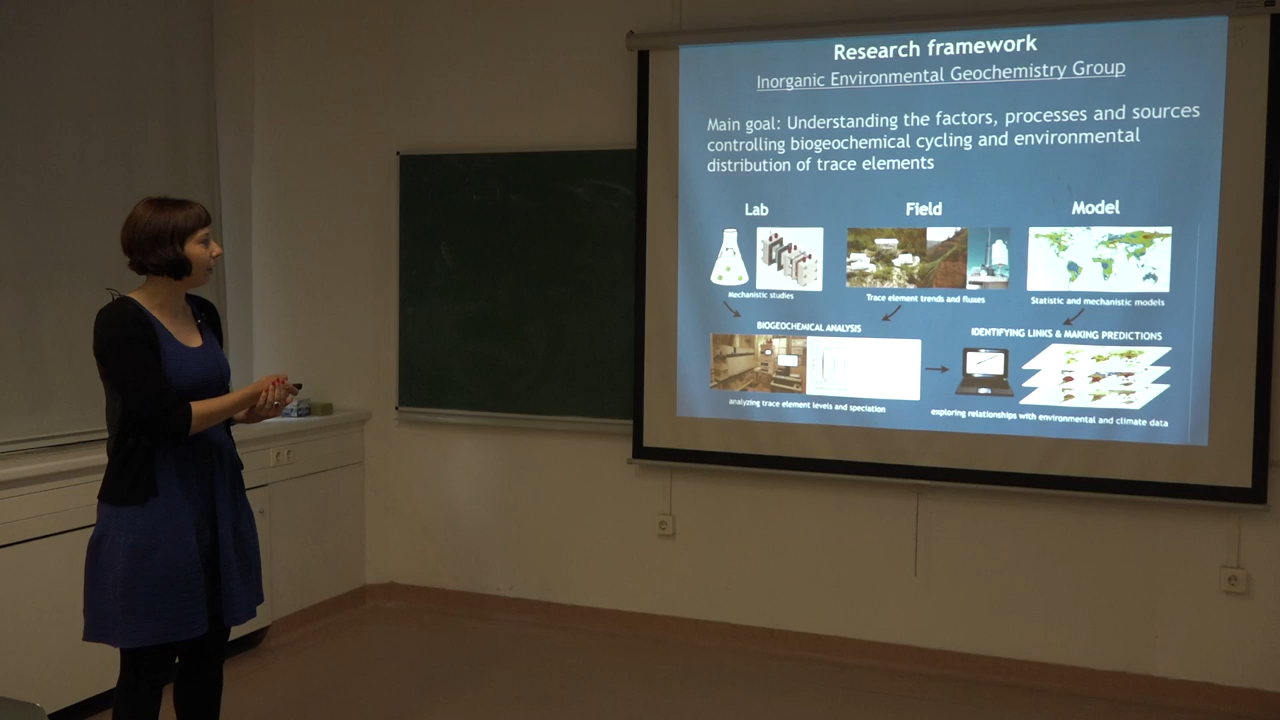 Research framework
Inorganic Environmental Geochemistry Group
Main goal: Understanding the factors, processes and sources
controlling biogeochemical cycling and environmental
distribution of trace elements
Lab Field Model
Mechanistic studies Trace element trends and fluxes Statistic and mechanistic models
BIOGEOCHEMICAL ANALYSIS IDENTIFYING LINKS & MAKING PREDICTIONS
analyzing trace element levels and speciation exploring relationships with environmental and climate data